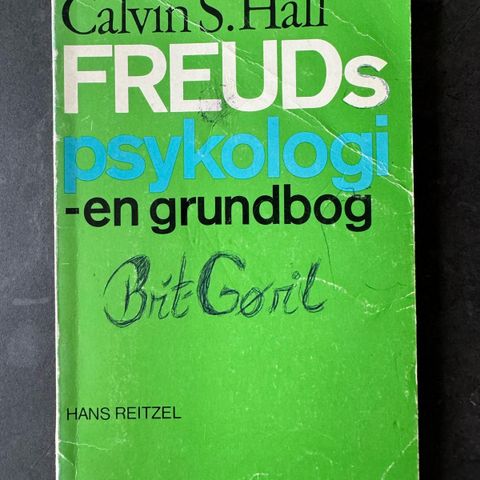 Calvin S. Hall
FREUDs
psykologi
-en grundbog
Brit-Gøril
HANS REITZEL